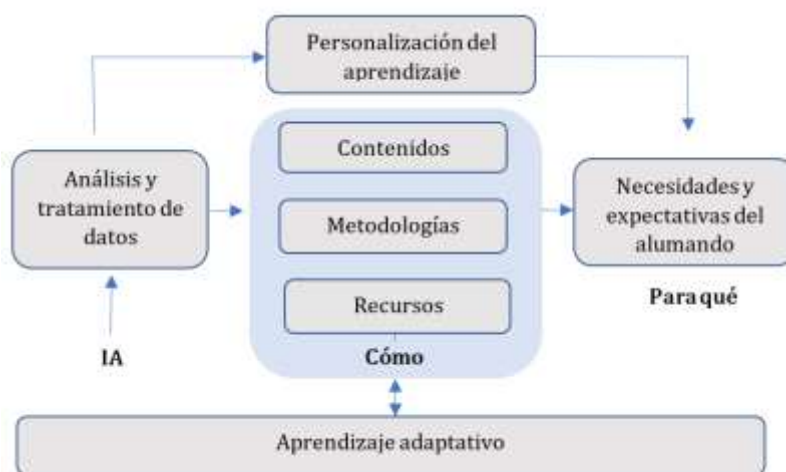 Personalización del
aprendizaje
Contenidos
Análisis y
tratamiento de
datos
Metodologías
Necesidades y
expectativas del
alumando
Recursos
Para qué
IA
Cómo
Aprendizaje adaptativo